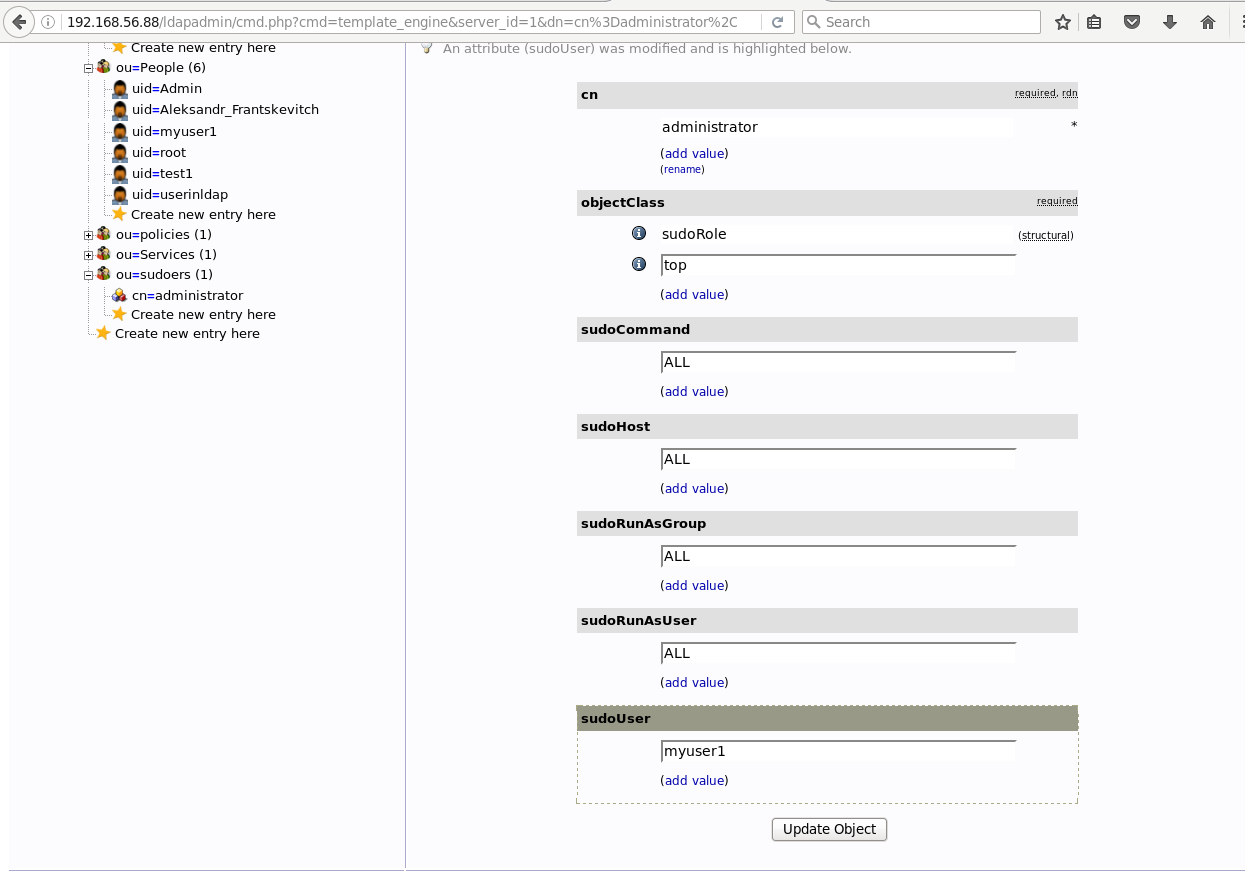 192.168.56.88/ldapadmin/cmd.php?cmd=template_engine&server_id=1&dn=cn%3Dadministrator%2C
Search
Create new entry here
ou=People (6)
uid=Admin
uid=Aleksandr_Frantskevitch
uid=myuser1
uid=root
uid=test1
uid=userinldap
Create new entry here
ou=policies (1)
ou=Services (1)
ou=sudoers (1)
cn=administrator
Create new entry here
Create new entry here
An attribute (sudoUser) was modified and is highlighted below.
cn required, rdn
administrator *
(add value)
(rename)
objectClass required
sudoRole (structural)
top
(add value)
sudoCommand
ALL
(add value)
sudoHost
ALL
(add value)
sudoRunAsGroup
ALL
(add value)
sudoRunAsUser
ALL
(add value)
sudoUser
myuser1
(add value)
Update Object